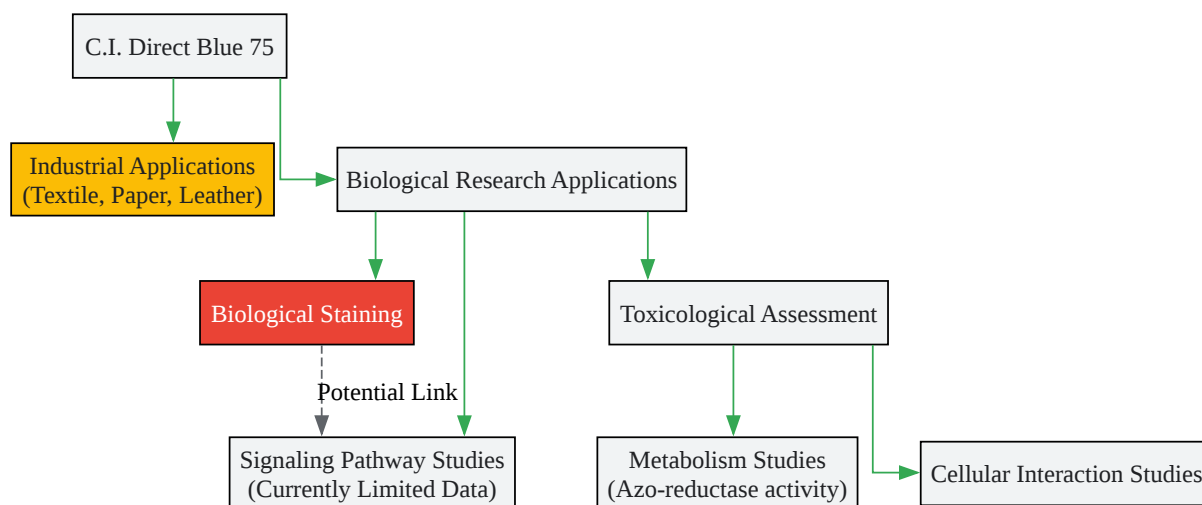 C.I. Direct Blue 75
Industrial Applications
(Textile, Paper, Leather)
Biological Research Applications
Biological Staining
Toxicological Assessment
Potential Link
Signaling Pathway Studies
(Currently Limited Data)
Metabolism Studies
(Azo-reductase activity)
Cellular Interaction Studies